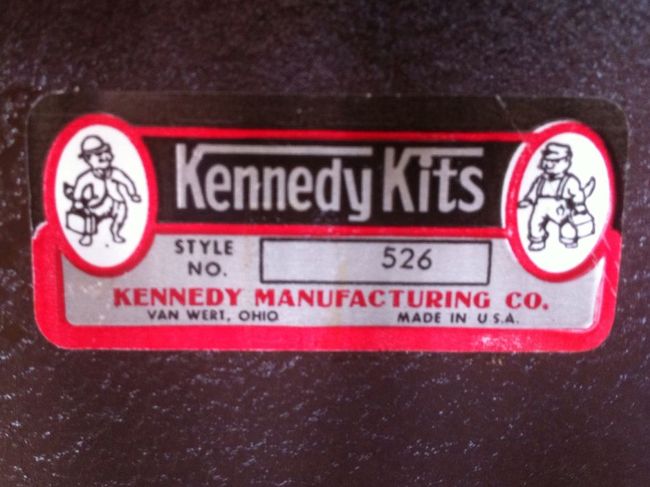 Kennedy Kits
STYLE NO. 526
KENNEDY MANUFACTURING CO.
VAN WERT, OHIO MADE IN U.S.A.